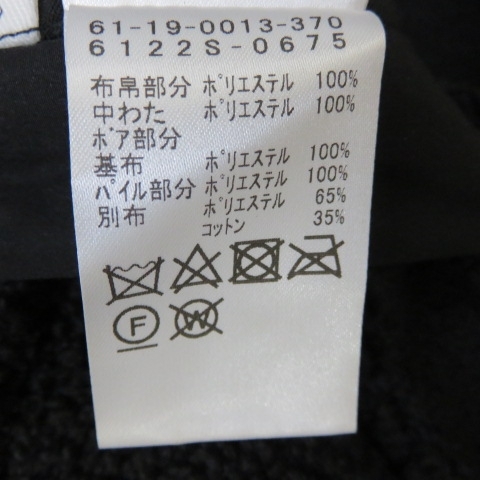 61-19-0013-370
6122S-0675
布帛部分 ポリエステル 100%
中わた ポリエステル 100%
ボア部分
基布 ポリエステル 100%
パイル部分 ポリエステル 100%
別布 ポリエステル 65%
コットン 35%
F
W